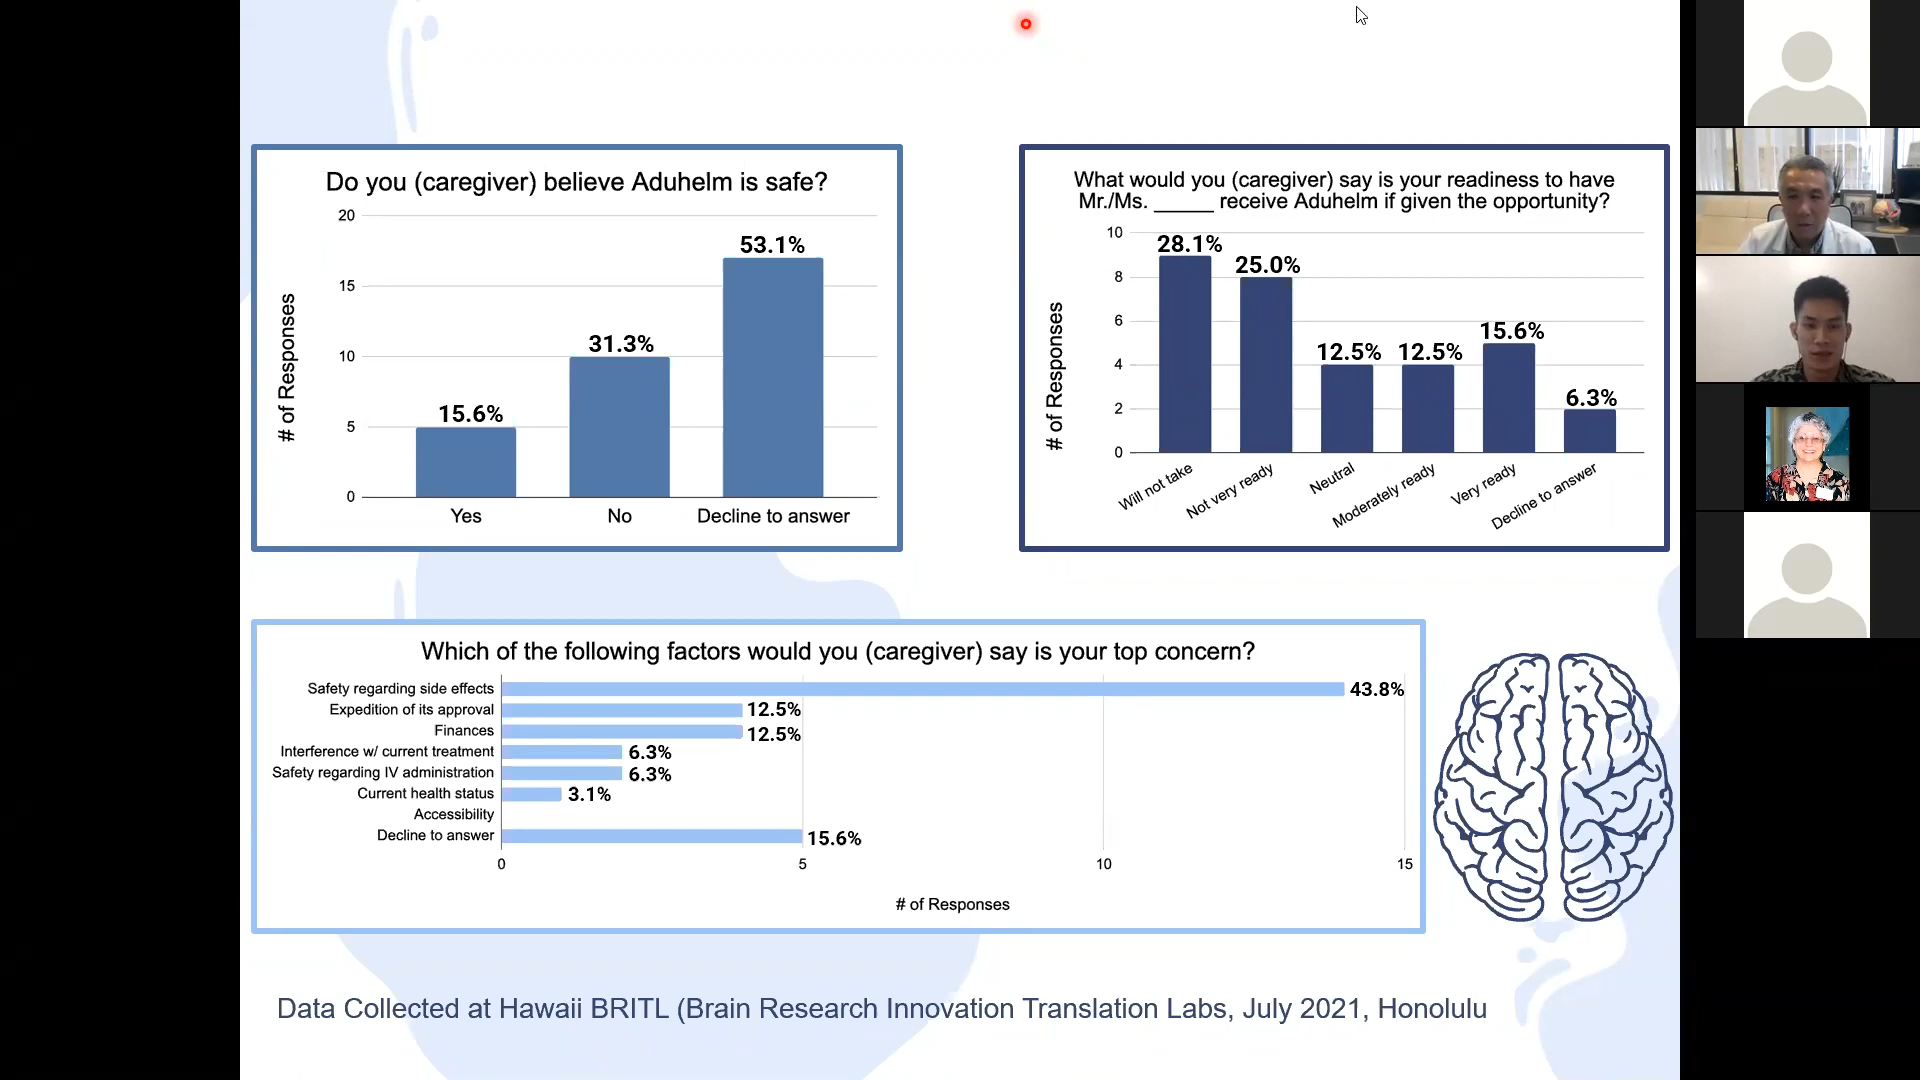 Do you (caregiver) believe Aduhelm is safe?
# of Responses
20
15
10
5
0
15.6%
31.3%
53.1%
Yes
No
Decline to answer
What would you (caregiver) say is your readiness to have
Mr./Ms. _____ receive Aduhelm if given the opportunity?
# of Responses
10
8
6
4
2
0
28.1%
25.0%
12.5%
12.5%
15.6%
6.3%
Will not take
Not very ready
Neutral
Moderately ready
Very ready
Decline to answer
Which of the following factors would you (caregiver) say is your top concern?
Safety regarding side effects 43.8%
Expedition of its approval 12.5%
Finances 12.5%
Interference w/ current treatment 6.3%
Safety regarding IV administration 6.3%
Current health status 3.1%
Accessibility
Decline to answer 15.6%
0 5 10 15
# of Responses
Data Collected at Hawaii BRITL (Brain Research Innovation Translation Labs, July 2021, Honolulu